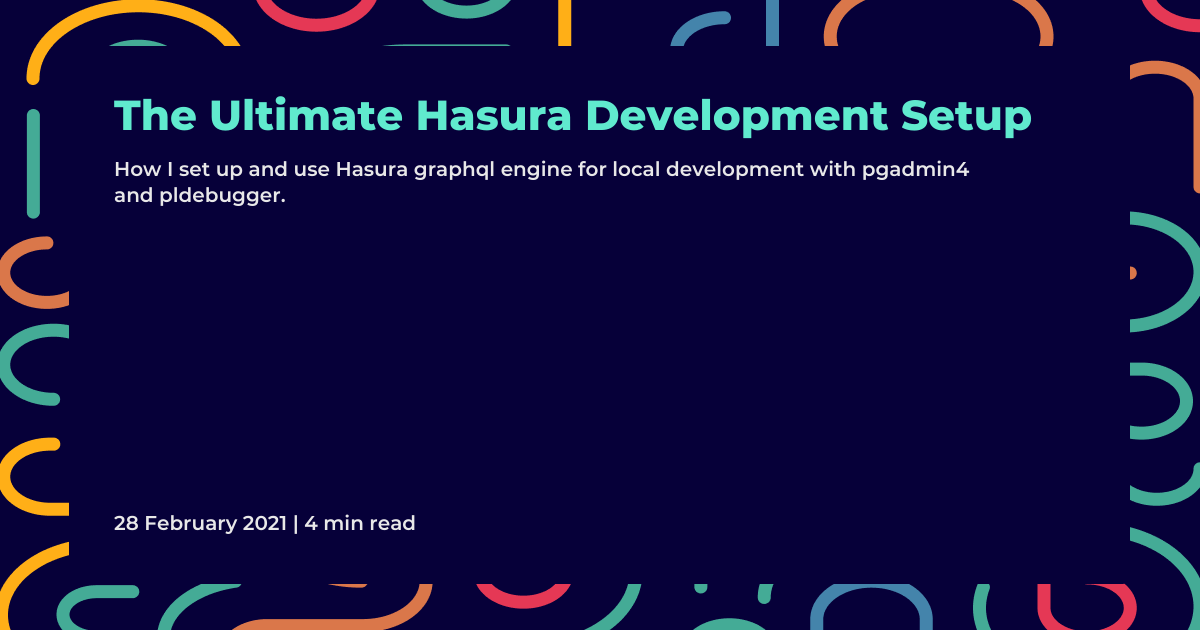 The Ultimate Hasura Development Setup
How I set up and use Hasura graphql engine for local development with pgadmin4
and pldebugger.
28 February 2021 | 4 min read